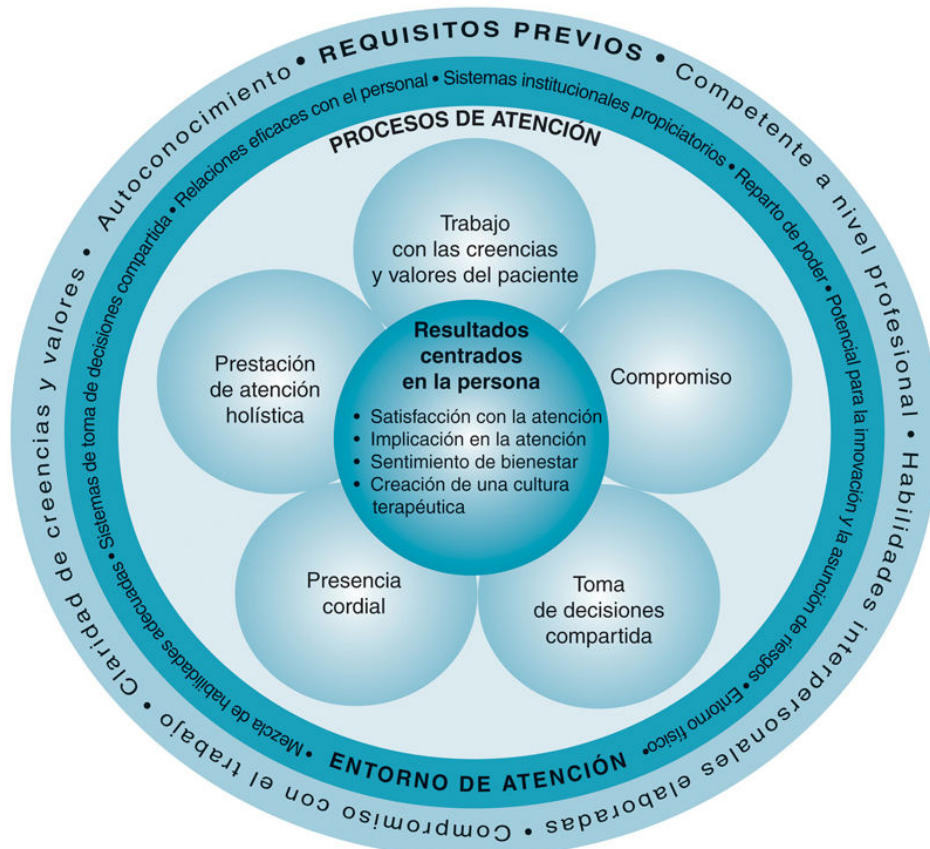 • REQUISITOS PREVIOS • Competente a nivel profesional • Habilidades interpersonales elaboradas • Compromiso con el trabajo • Claridad de creencias y valores • Autoconocimiento
• Sistemas institucionales propiciatorios • Reparto de poder • Potencial para la innovación y la asunción de riesgos • Entorno físico •
• ENTORNO DE ATENCIÓN •
Mezcla de habilidades adecuadas • Sistemas de toma de decisiones compartida • Relaciones eficaces con el personal
PROCESOS DE ATENCIÓN
Trabajo
con las creencias
y valores del paciente
Prestación
de atención
holística
Resultados
centrados
en la persona
• Satisfacción con la atención
• Implicación en la atención
• Sentimiento de bienestar
• Creación de una cultura
terapéutica
Compromiso
Presencia
cordial
Toma
de decisiones
compartida